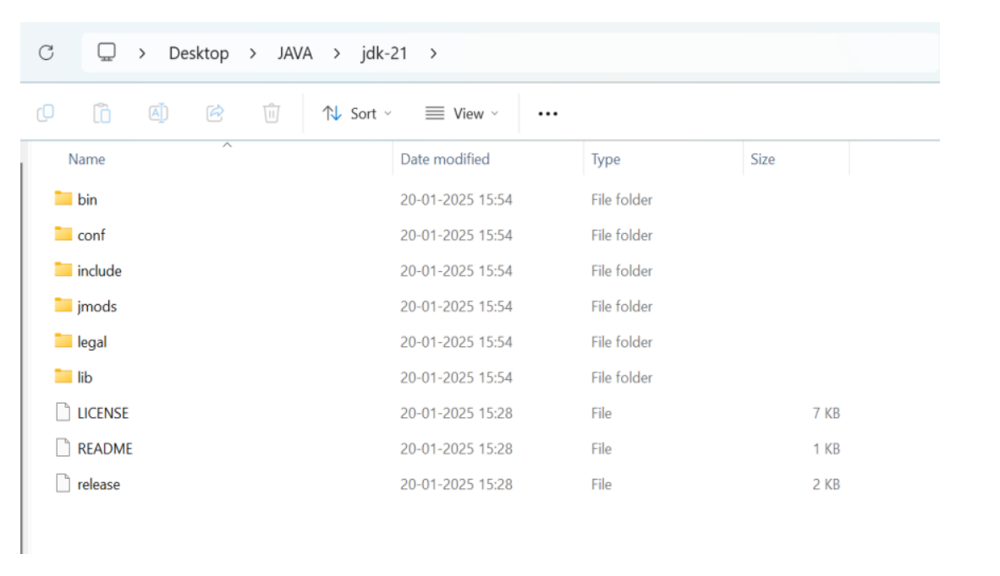 Desktop > JAVA > jdk-21 >
Sort View ...
Name Date modified Type Size
bin 20-01-2025 15:54 File folder
conf 20-01-2025 15:54 File folder
include 20-01-2025 15:54 File folder
jmods 20-01-2025 15:54 File folder
legal 20-01-2025 15:54 File folder
lib 20-01-2025 15:54 File folder
LICENSE 20-01-2025 15:28 File 7 KB
README 20-01-2025 15:28 File 1 KB
release 20-01-2025 15:28 File 2 KB